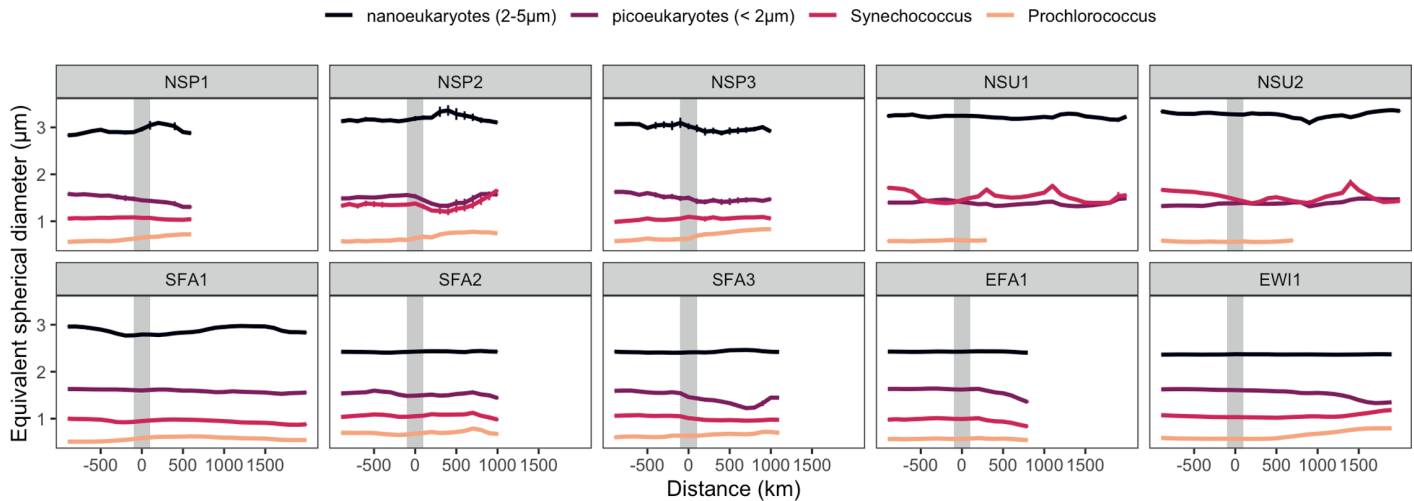 nanoeukaryotes (2-5µm) picoeukaryotes (< 2µm) Synechococcus Prochlorococcus
NSP1 NSP2 NSP3 NSU1 NSU2
3
2
1
SFA1 SFA2 SFA3 EFA1 EWI1
3
2
1
Equivalent spherical diameter (µm)
-500 0 500 1000 1500 -500 0 500 1000 1500 -500 0 500 1000 1500 -500 0 500 1000 1500 -500 0 500 1000 1500
Distance (km)